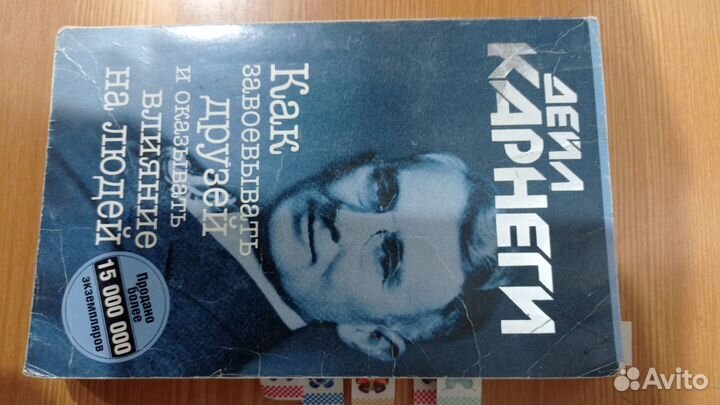 ДЕЙЛ
КАРНЕГИ
Как
завоевывать
друзей
и оказывать
влияние
на людей
Продано
более
15 000 000
экземпляров
Avito